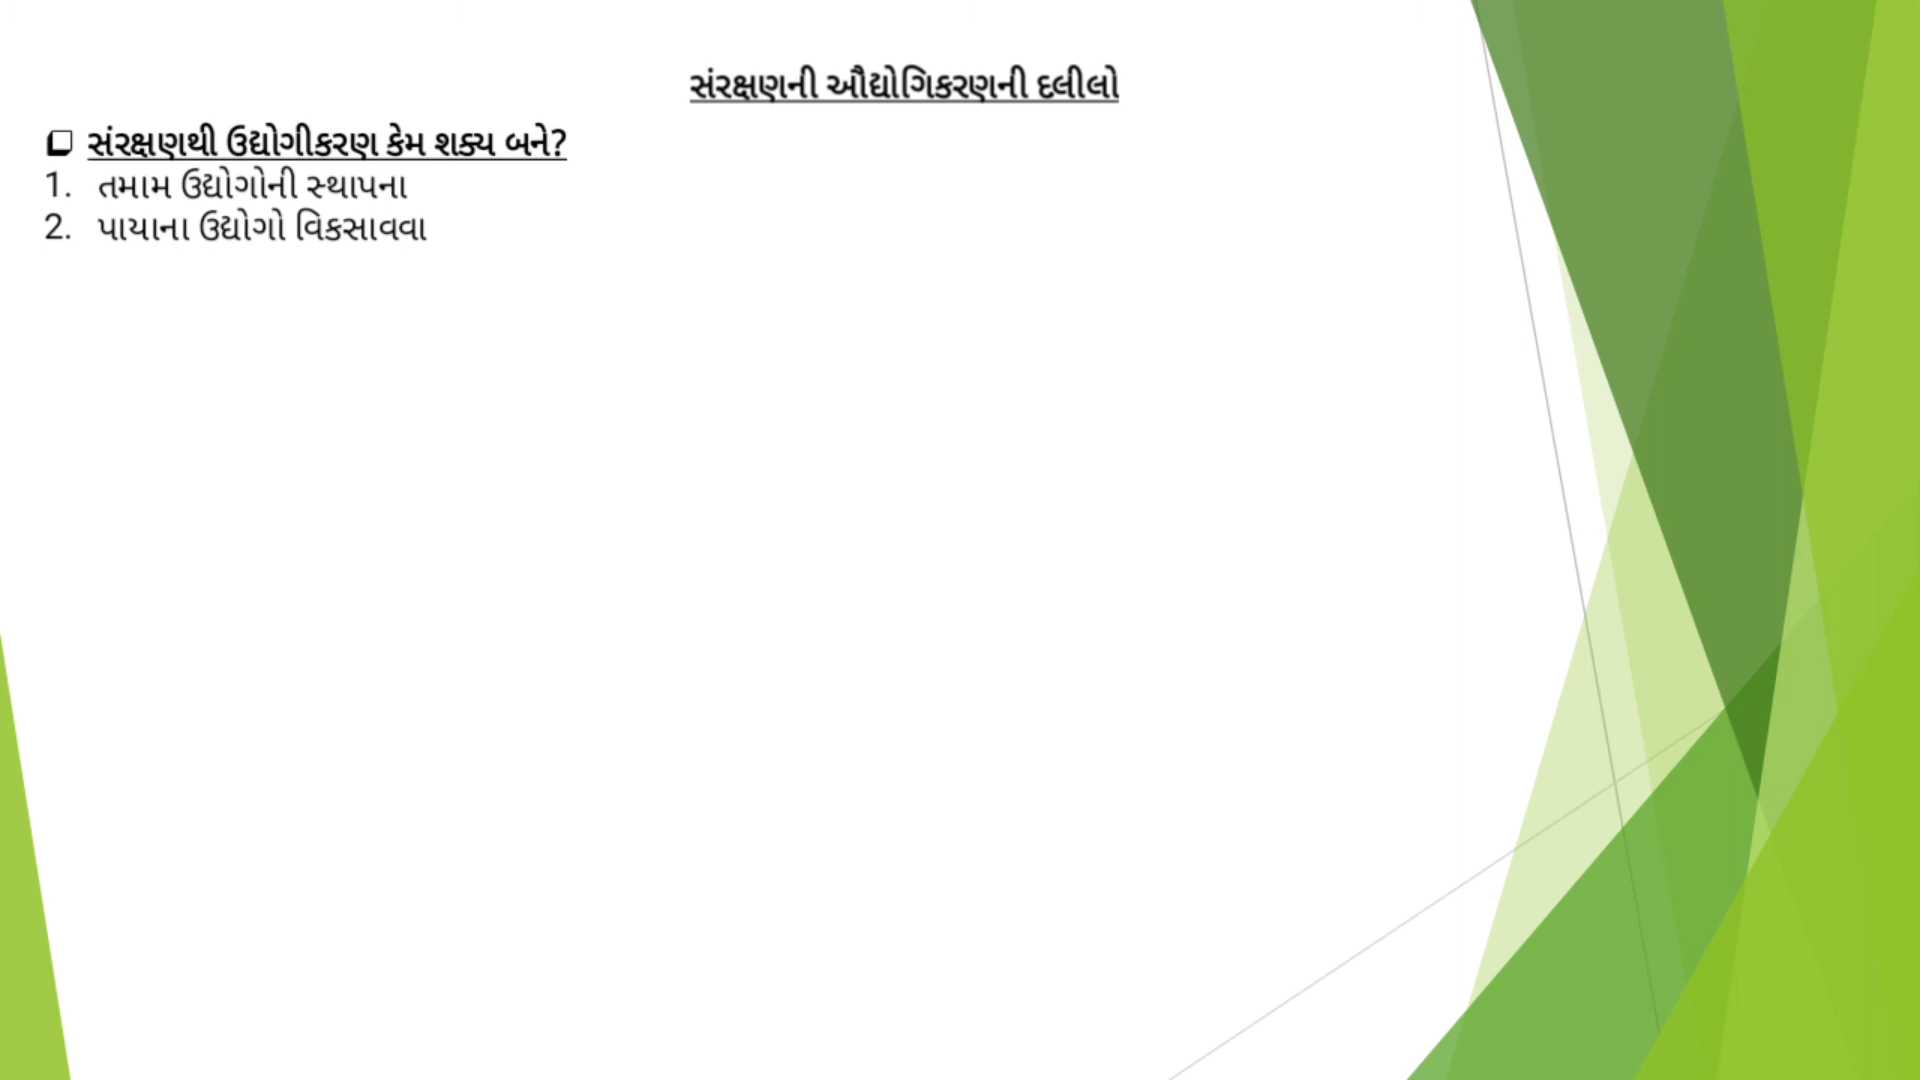 સંરક્ષણની ઔદ્યોગિકરણની દલીલો
❑ સંરક્ષણથી ઉદ્યોગીકરણ કેમ શક્ય બને?
1. તમામ ઉદ્યોગોની સ્થાપના
2. પાયાના ઉદ્યોગો વિકસાવવા